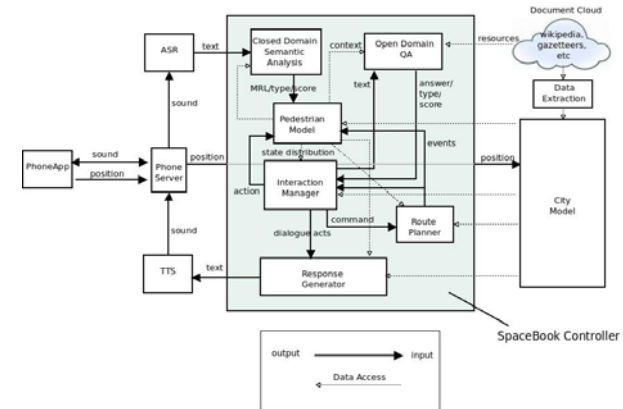 Document Cloud
wikipedia,
gazetteers,
etc
resources
ASR
text
Closed Domain
Semantic
Analysis
context
Open Domain
QA
text
answer/
type/
score
MRL/type/score
Data
Extraction
sound
Pedestrian
Model
events
state distribution
PhoneApp
sound
position
Phone
Server
position
position
action
Interaction
Manager
City
Model
command
Route
Planner
dialogue acts
sound
TTS
text
Response
Generator
SpaceBook Controller
output
input
Data Access